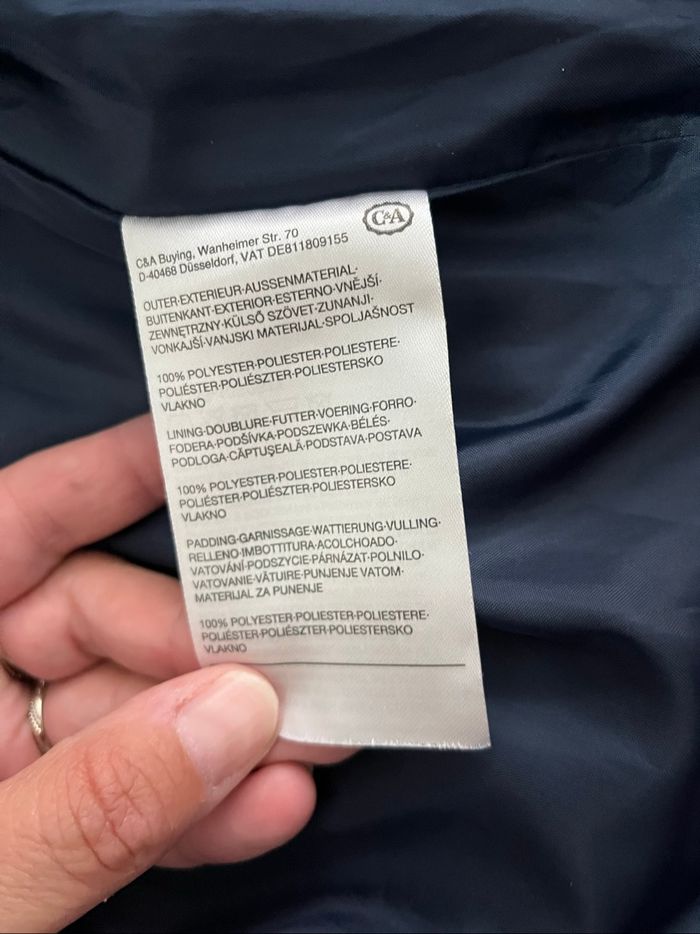 C&A
C&A Buying, Wanheimer Str. 70
D-40468 Düsseldorf, VAT DE811809155
OUTER·EXTERIEUR·AUSSENMATERIAL·
BUITENKANT·EXTERIOR·ESTERNO·VNĚJŠÍ·
ZEWNĘTRZNY·KÜLSŐ SZÖVET·ZUNANJI·
VONKAJŠÍ·VANJSKI MATERIJAL·SPOLJAŠNOST
100% POLYESTER·POLIESTER·POLIESTERE·
POLIÉSTER·POLIÉSZTER·POLIESTERSKO
VLAKNO
LINING·DOUBLURE·FUTTER·VOERING·FORRO·
FODERA·PODŠÍVKA·PODSZEWKA·BÉLÉS·
PODLOGA·CĂPTUŞEALĂ·PODSTAVA·POSTAVA
100% POLYESTER·POLIESTER·POLIESTERE·
POLIÉSTER·POLIÉSZTER·POLIESTERSKO
VLAKNO
PADDING·GARNISSAGE·WATTIERUNG·VULLING·
RELLENO·IMBOTTITURA·ACOLCHOADO·
VATOVÁNÍ·PODSZYCIE·PÁRNÁZAT·POLNILO·
VATOVANIE·VĂTUIRE·PUNJENJE VATOM·
MATERIJAL ZA PUNENJE
100% POLYESTER·POLIESTER·POLIESTERE·
POLIÉSTER·POLIÉSZTER·POLIESTERSKO
VLAKNO